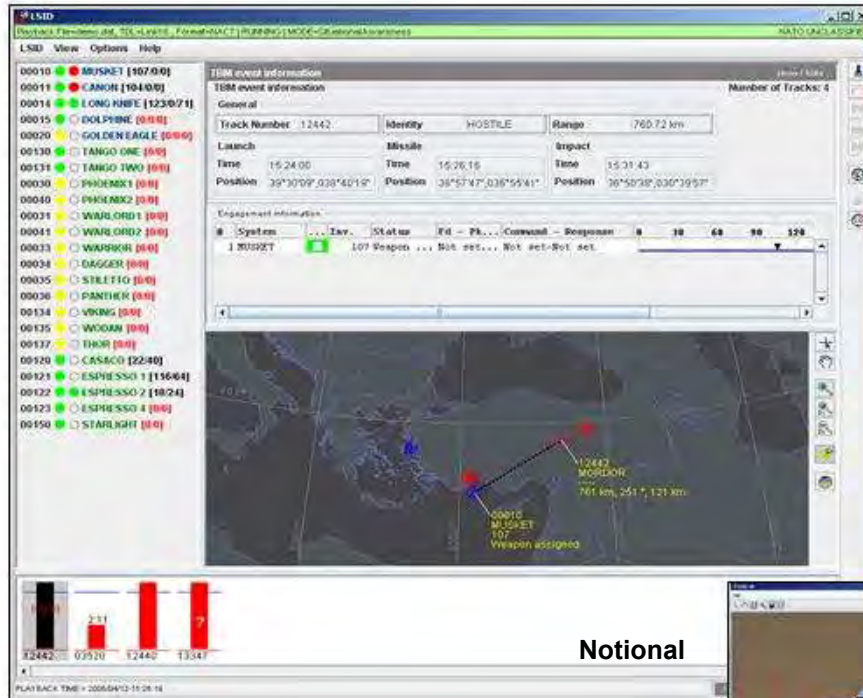 LSID
Playback File=demo.dat, TDL=Link16, Format=NACT | RUNNING | MODE=SituationalAwareness
NATO UNCLASSIFIED
LSID View Options Help
00010 MUSKET [107/0/0]
00011 CANON [104/0/0]
00014 LONG KNIFE [123/0/71]
00015 DOLPHINE [0/0/0]
00020 GOLDEN EAGLE [0/0/0]
00130 TANGO ONE [0/0]
00131 TANGO TWO [0/0]
00030 PHOENIX1 [0/0]
00040 PHOENIX2 [0/0]
00031 WARLORD1 [0/0]
00041 WARLORD2 [0/0]
00033 WARRIOR [0/0]
00034 DAGGER [0/0]
00035 STILETTO [0/0]
00036 PANTHER [0/0]
00134 VIKING [0/0]
00135 WODAN [0/0]
00137 THOR [0/0]
00120 CASACO [22/40]
00121 ESPRESSO 1 [116/64]
00122 ESPRESSO 2 [18/24]
00123 ESPRESSO 4 [0/0]
00150 STARLIGHT [0/0]
TBM event information
show / hide
TBM event information
Number of Tracks: 4
General
Track Number 12442 Identity HOSTILE Range 760.72 km
Launch Missile Impact
Time 15:24:00 Time 15:26:16 Time 15:31:43
Position 39°30'09",038°40'19" Position 38°57'47",036°55'41" Position 36°50'38",030°39'57"
Engagement information
# System ... Inv. Status Fd - Ph... Command - Response 0 30 60 90 120
1 MUSKET 107 Weapon ... Not set... Not set-Not set
12442
MORDOR
----
761 km, 251 °, 121 km
00010
MUSKET
107
Weapon assigned
231
?
12442 03520 12440 13347
Notional
PLAYBACK TIME =